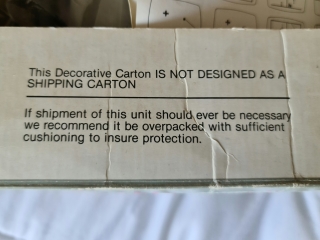 This Decorative Carton IS NOT DESIGNED AS A
SHIPPING CARTON
If shipment of this unit should ever be necessary
we recommend it be overpacked with sufficient
cushioning to insure protection.